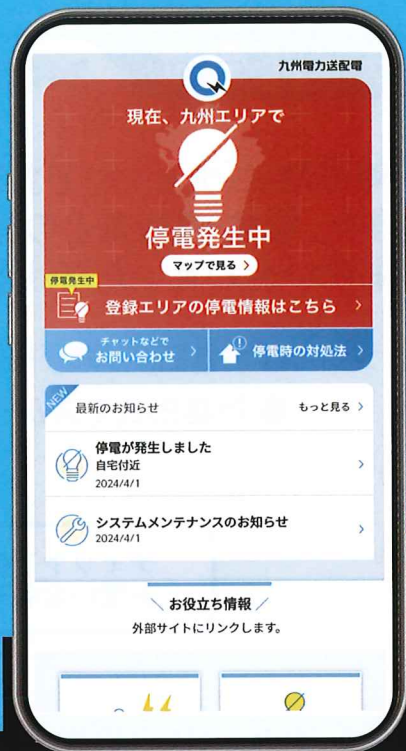 九州電力送配電
現在、九州エリアで
停電発生中
マップで見る
停電発生中
登録エリアの停電情報はこちら
チャットなどで
お問い合わせ
停電時の対処法
NEW
最新のお知らせ
もっと見る
停電が発生しました
自宅付近
2024/4/1
システムメンテナンスのお知らせ
2024/4/1
お役立ち情報
外部サイトにリンクします。